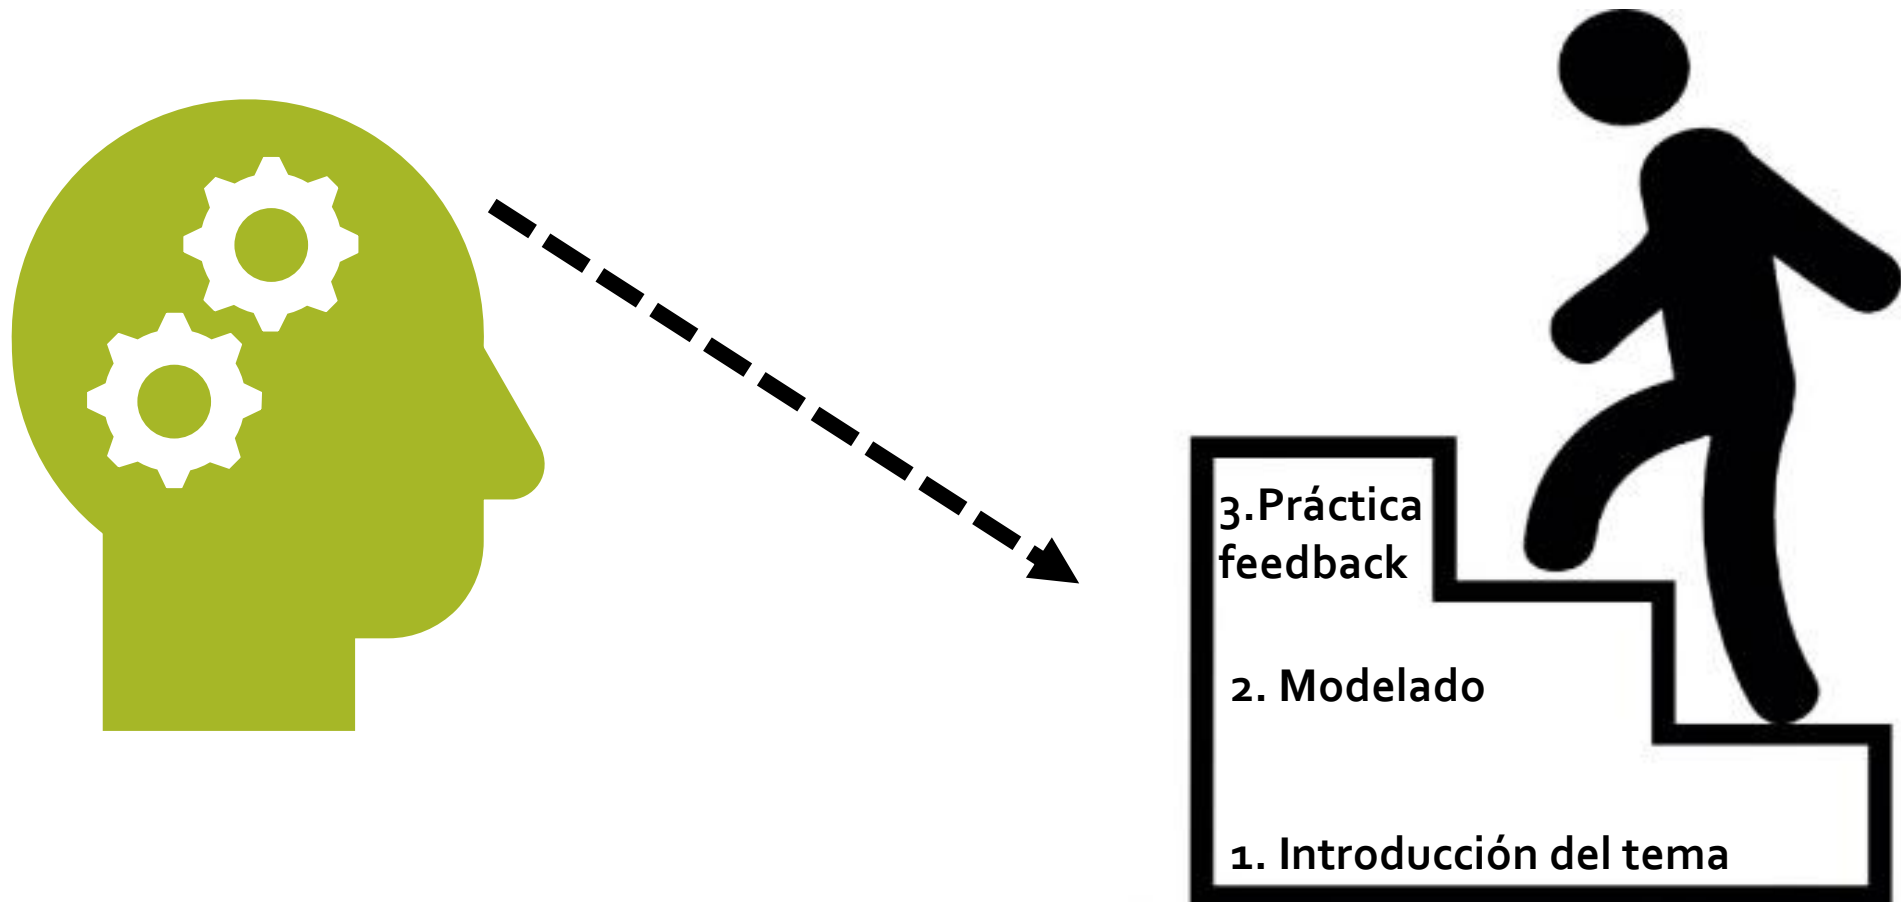 3.Práctica
feedback
2. Modelado
1. Introducción del tema